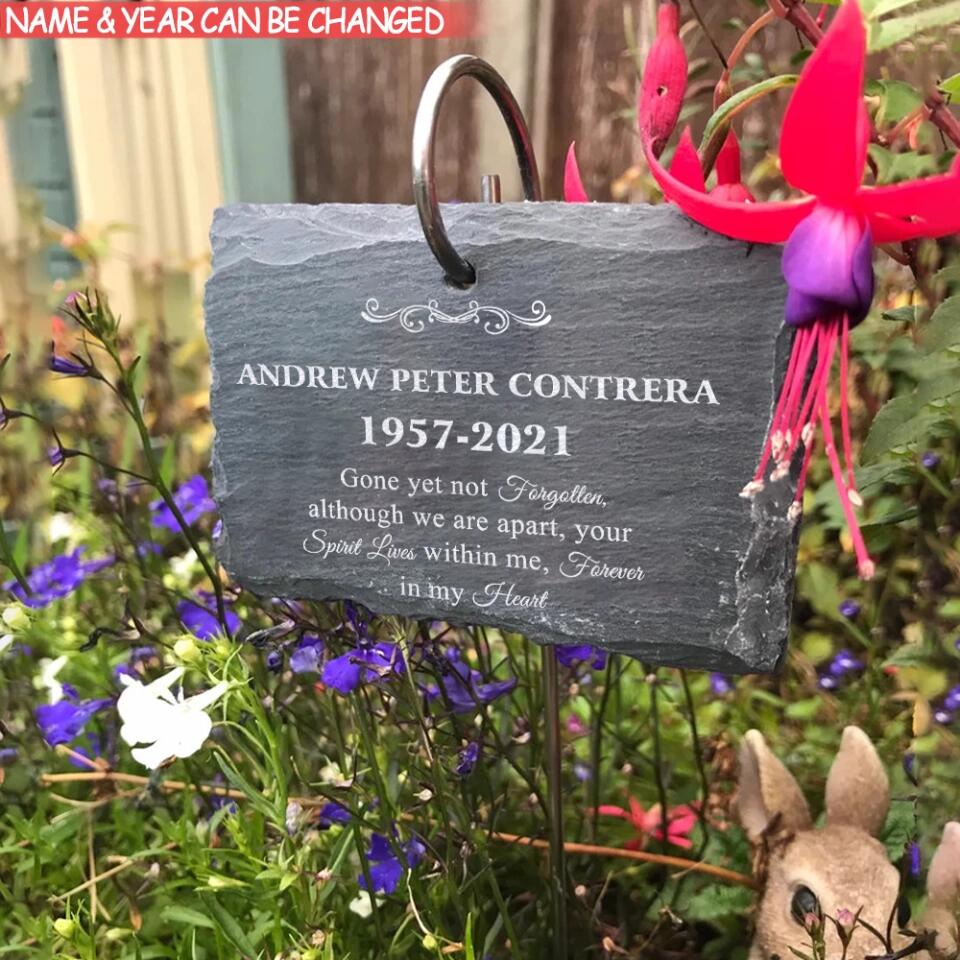 NAME & YEAR CAN BE CHANGED
ANDREW PETER CONTRERA
1957-2021
Gone yet not Forgotten,
although we are apart, your
Spirit Lives within me, Forever
in my Heart